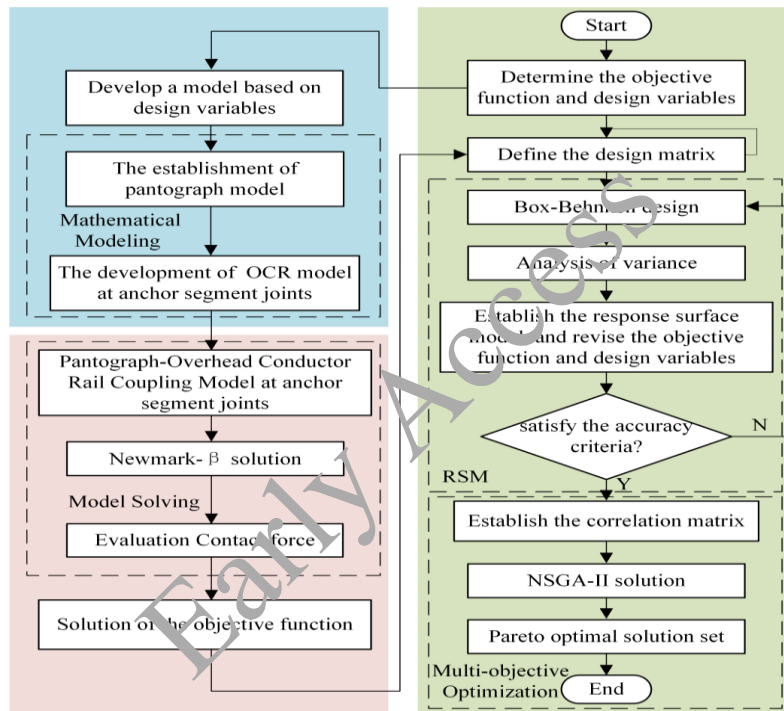 Start
Determine the objective
function and design variables
Develop a model based on
design variables
The establishment of
pantograph model
Mathematical
Modeling
The development of OCR model
at anchor segment joints
Pantograph-Overhead Conductor
Rail Coupling Model at anchor
segment joints
Newmark-β solution
Model Solving
Evaluation Contact force
Solution of the objective function
Define the design matrix
Box-Behnken design
Analysis of variance
Establish the response surface
model and revise the objective
function and design variables
satisfy the accuracy
criteria?
N
Y
RSM
Establish the correlation matrix
NSGA-II solution
Pareto optimal solution set
Multi-objective
Optimization
End
Early Access